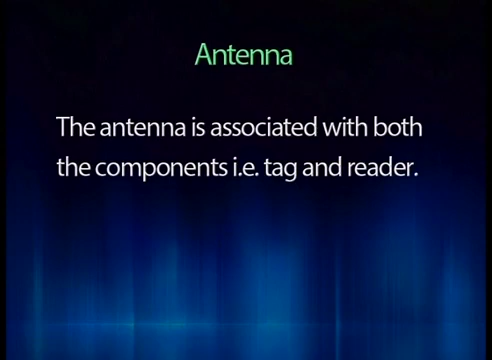 Antenna
The antenna is associated with both
the components i.e. tag and reader.